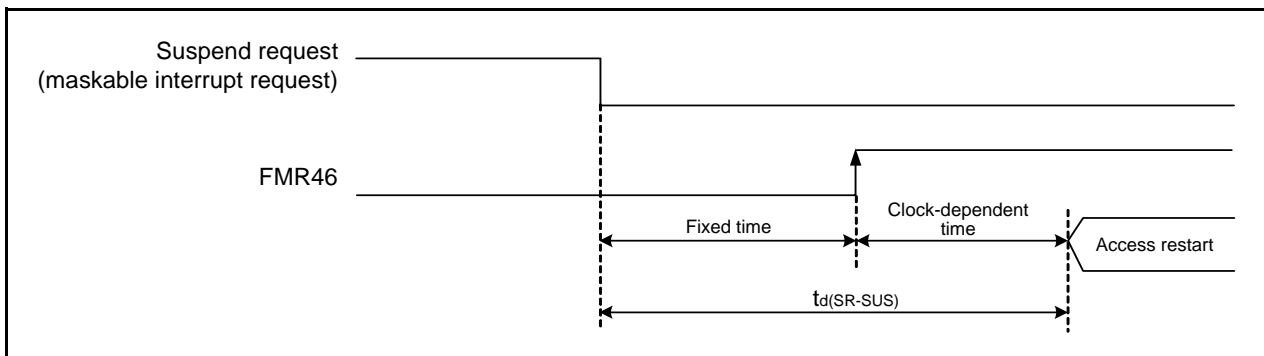 Suspend request
(maskable interrupt request)
FMR46
Fixed time
Clock-dependent
time
Access restart
td(SR-SUS)